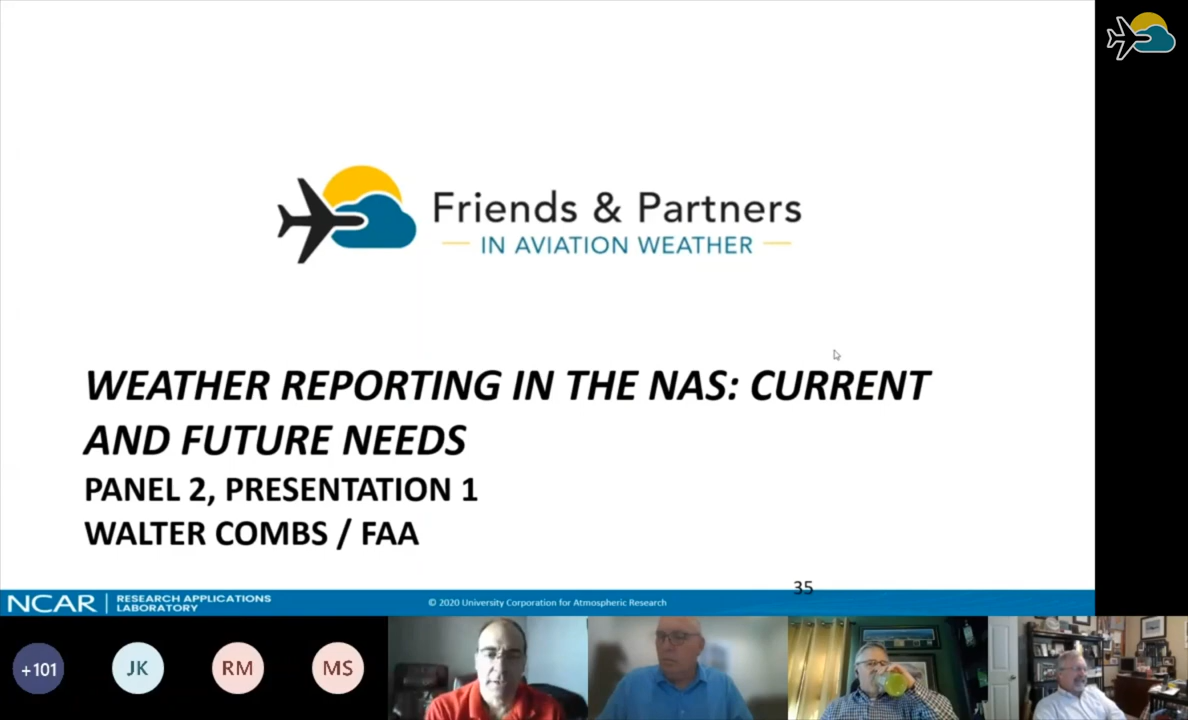 Friends & Partners
IN AVIATION WEATHER
WEATHER REPORTING IN THE NAS: CURRENT
AND FUTURE NEEDS
PANEL 2, PRESENTATION 1
WALTER COMBS / FAA
35
NCAR
RESEARCH APPLICATIONS
LABORATORY
© 2020 University Corporation for Atmospheric Research
+101
JK
RM
MS